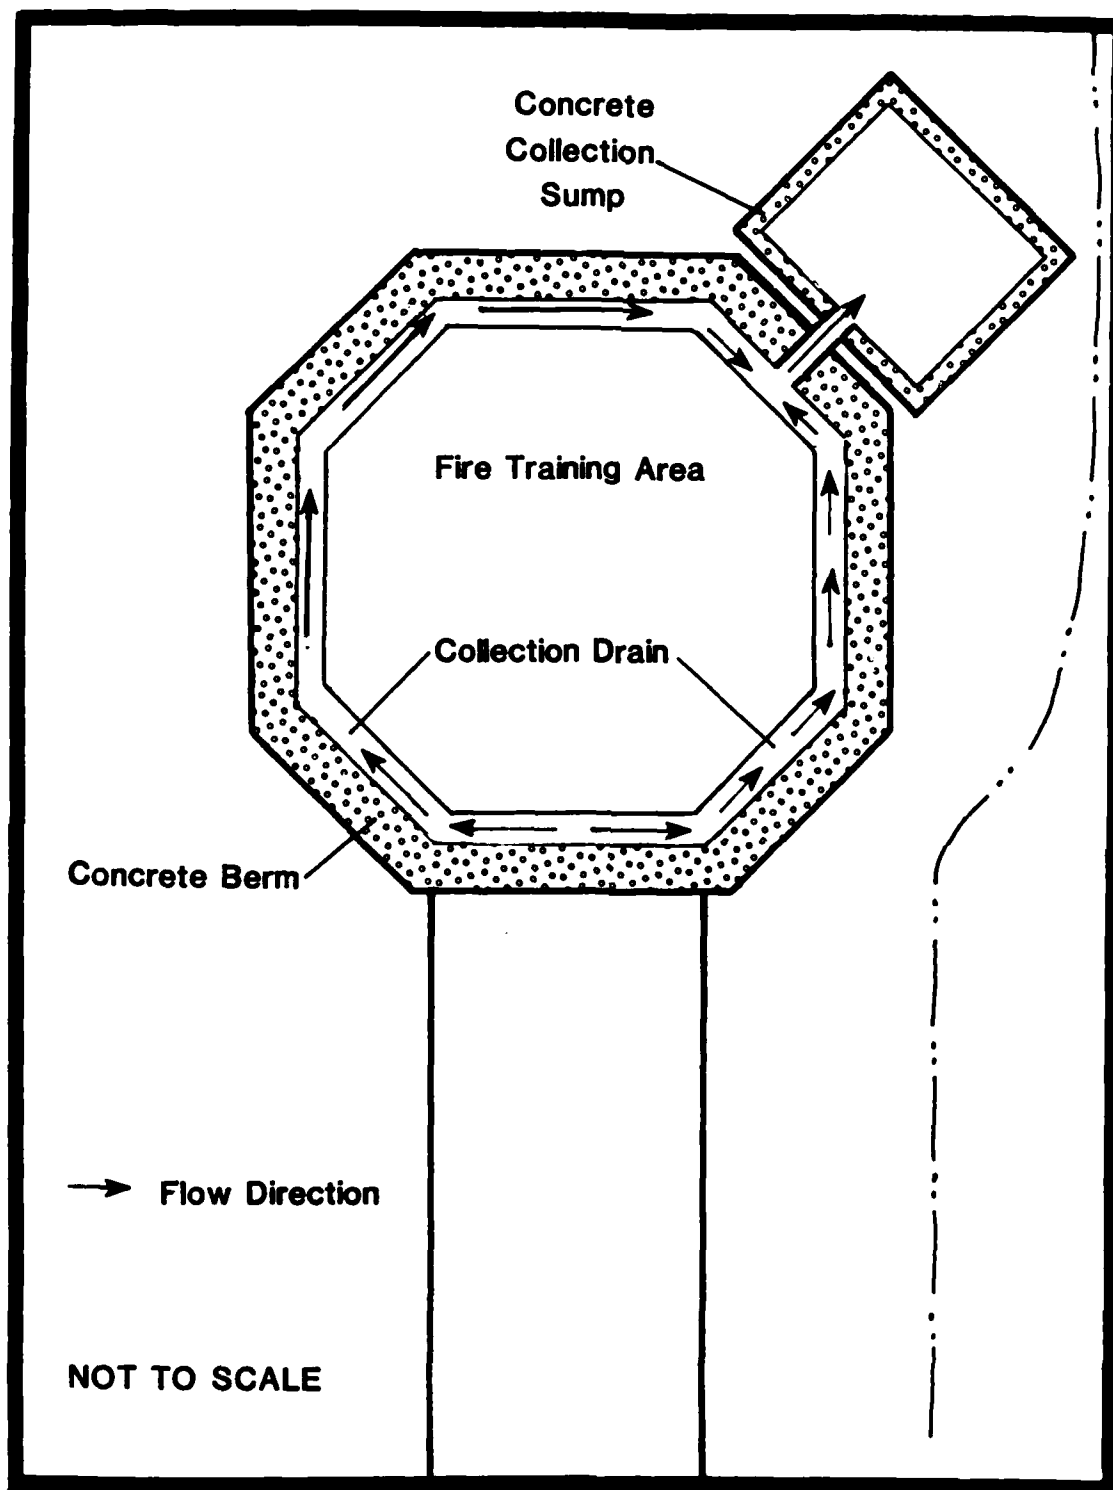 Concrete
Collection
Sump
Fire Training Area
Collection Drain
Concrete Berm
Flow Direction
NOT TO SCALE